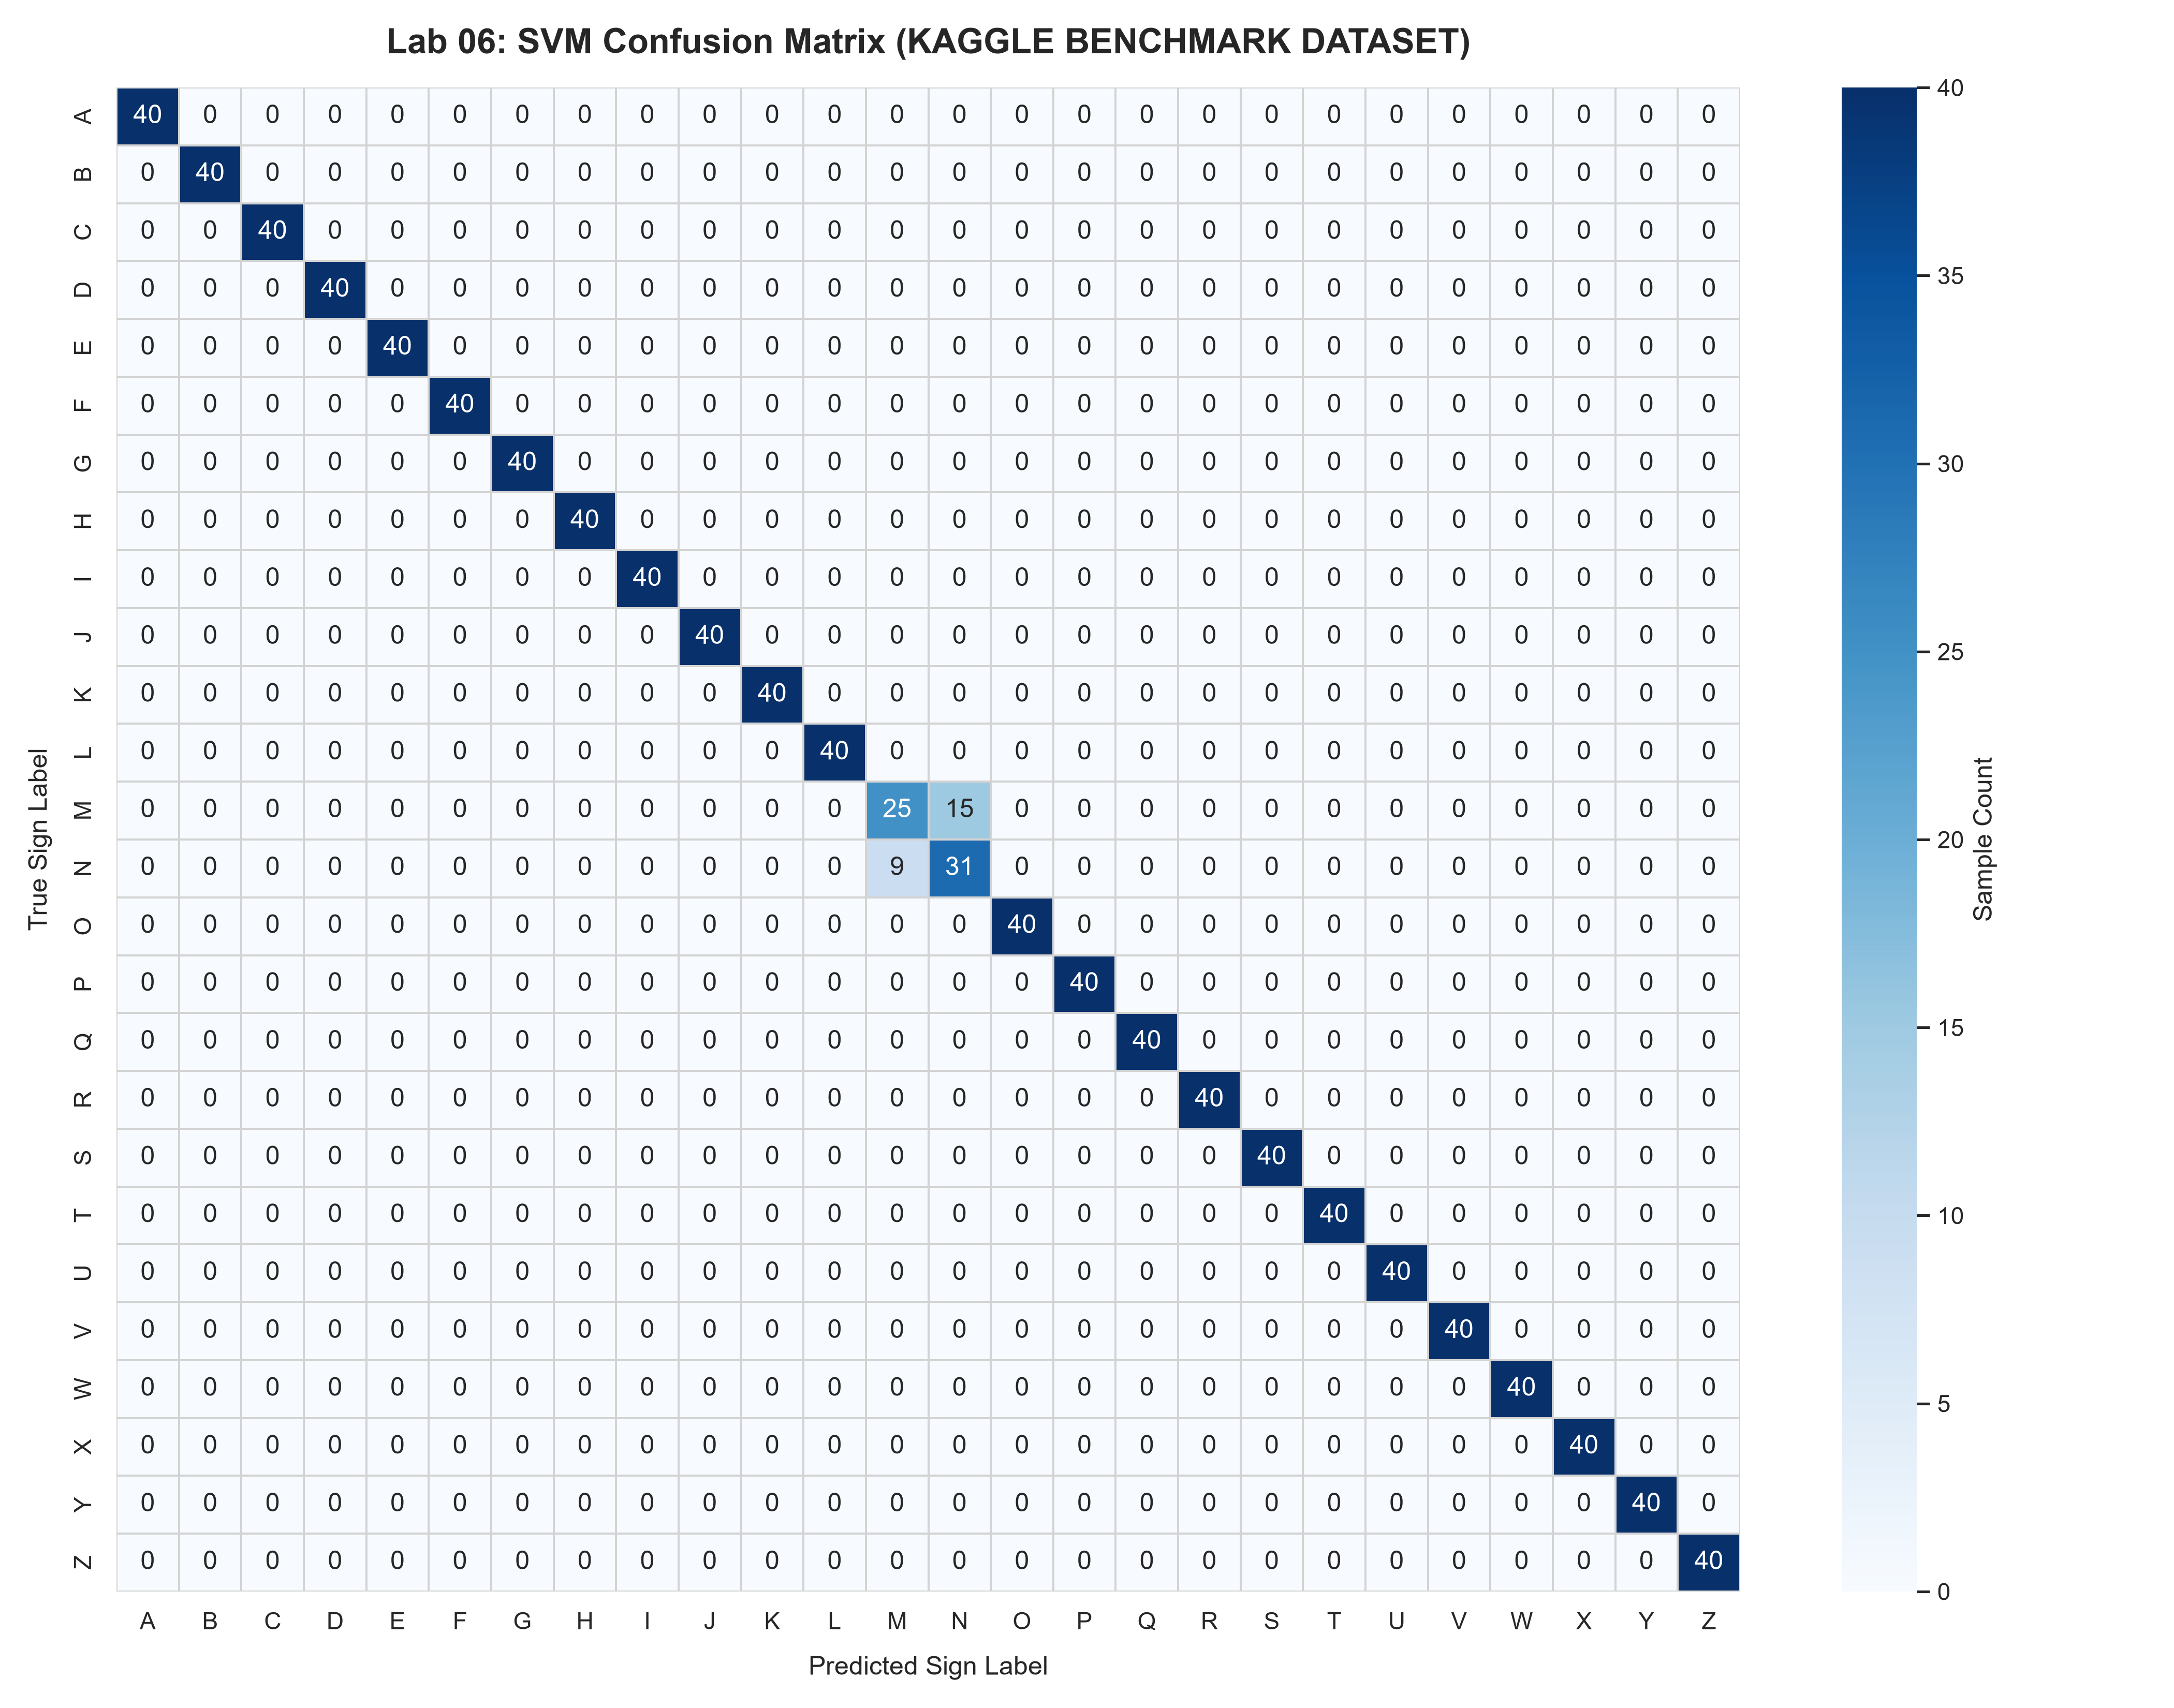 Lab 06: SVM Confusion Matrix (KAGGLE BENCHMARK DATASET)
A 40 0 0 0 0 0 0 0 0 0 0 0 0 0 0 0 0 0 0 0 0 0 0 0 0 0
B 0 40 0 0 0 0 0 0 0 0 0 0 0 0 0 0 0 0 0 0 0 0 0 0 0 0
C 0 0 40 0 0 0 0 0 0 0 0 0 0 0 0 0 0 0 0 0 0 0 0 0 0 0
D 0 0 0 40 0 0 0 0 0 0 0 0 0 0 0 0 0 0 0 0 0 0 0 0 0 0
E 0 0 0 0 40 0 0 0 0 0 0 0 0 0 0 0 0 0 0 0 0 0 0 0 0 0
F 0 0 0 0 0 40 0 0 0 0 0 0 0 0 0 0 0 0 0 0 0 0 0 0 0 0
G 0 0 0 0 0 0 40 0 0 0 0 0 0 0 0 0 0 0 0 0 0 0 0 0 0 0
H 0 0 0 0 0 0 0 40 0 0 0 0 0 0 0 0 0 0 0 0 0 0 0 0 0 0
I 0 0 0 0 0 0 0 0 40 0 0 0 0 0 0 0 0 0 0 0 0 0 0 0 0 0
J 0 0 0 0 0 0 0 0 0 40 0 0 0 0 0 0 0 0 0 0 0 0 0 0 0 0
K 0 0 0 0 0 0 0 0 0 0 40 0 0 0 0 0 0 0 0 0 0 0 0 0 0 0
L 0 0 0 0 0 0 0 0 0 0 0 40 0 0 0 0 0 0 0 0 0 0 0 0 0 0
M 0 0 0 0 0 0 0 0 0 0 0 0 25 15 0 0 0 0 0 0 0 0 0 0 0 0
N 0 0 0 0 0 0 0 0 0 0 0 0 9 31 0 0 0 0 0 0 0 0 0 0 0 0
O 0 0 0 0 0 0 0 0 0 0 0 0 0 0 40 0 0 0 0 0 0 0 0 0 0 0
P 0 0 0 0 0 0 0 0 0 0 0 0 0 0 0 40 0 0 0 0 0 0 0 0 0 0
Q 0 0 0 0 0 0 0 0 0 0 0 0 0 0 0 0 40 0 0 0 0 0 0 0 0 0
R 0 0 0 0 0 0 0 0 0 0 0 0 0 0 0 0 0 40 0 0 0 0 0 0 0 0
S 0 0 0 0 0 0 0 0 0 0 0 0 0 0 0 0 0 0 40 0 0 0 0 0 0 0
T 0 0 0 0 0 0 0 0 0 0 0 0 0 0 0 0 0 0 0 40 0 0 0 0 0 0
U 0 0 0 0 0 0 0 0 0 0 0 0 0 0 0 0 0 0 0 0 40 0 0 0 0 0
V 0 0 0 0 0 0 0 0 0 0 0 0 0 0 0 0 0 0 0 0 0 40 0 0 0 0
W 0 0 0 0 0 0 0 0 0 0 0 0 0 0 0 0 0 0 0 0 0 0 40 0 0 0
X 0 0 0 0 0 0 0 0 0 0 0 0 0 0 0 0 0 0 0 0 0 0 0 40 0 0
Y 0 0 0 0 0 0 0 0 0 0 0 0 0 0 0 0 0 0 0 0 0 0 0 0 40 0
Z 0 0 0 0 0 0 0 0 0 0 0 0 0 0 0 0 0 0 0 0 0 0 0 0 0 40
A B C D E F G H I J K L M N O P Q R S T U V W X Y Z
Predicted Sign Label
True Sign Label
40
35
30
25
20
15
10
5
0
Sample Count